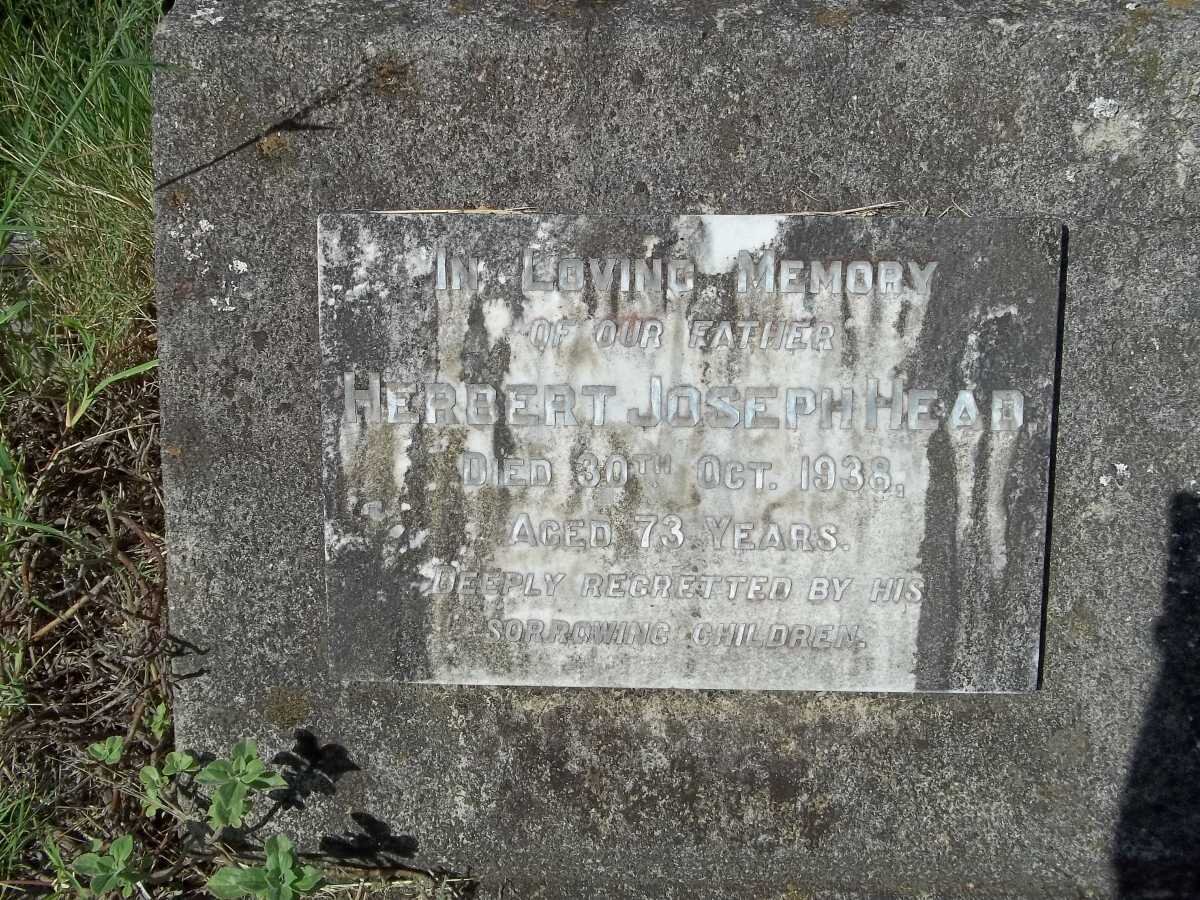 In Loving Memory
OF OUR FATHER
Herbert Joseph Head,
Died 30th Oct. 1938,
Aged 73 Years.
DEEPLY REGRETTED BY HIS
SORROWING CHILDREN.